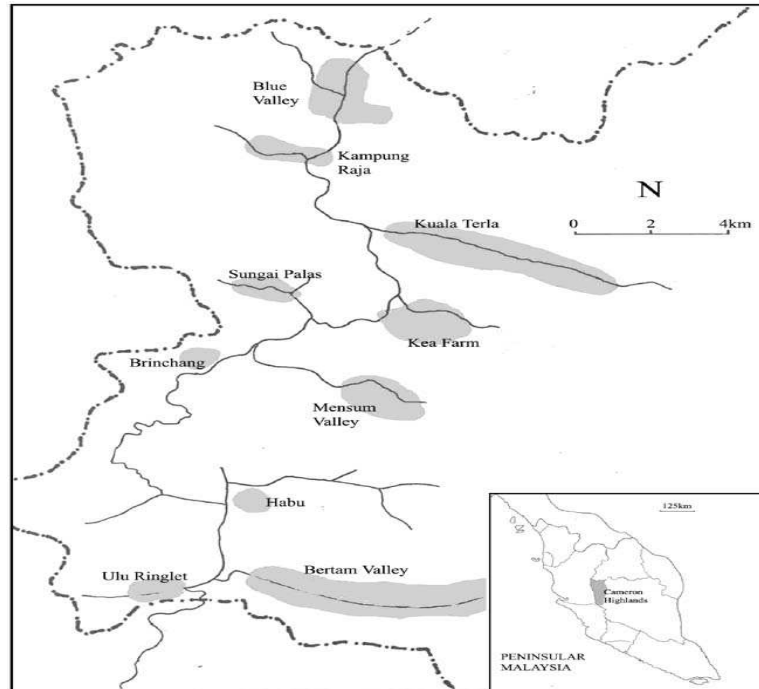 Blue
Valley
Kampung
Raja
N
0 2 4km
Kuala Terla
Sungai Palas
Kea Farm
Brinchang
Mensum
Valley
Habu
Ulu Ringlet
Bertam Valley
125km
Cameron
Highlands
PENINSULAR
MALAYSIA